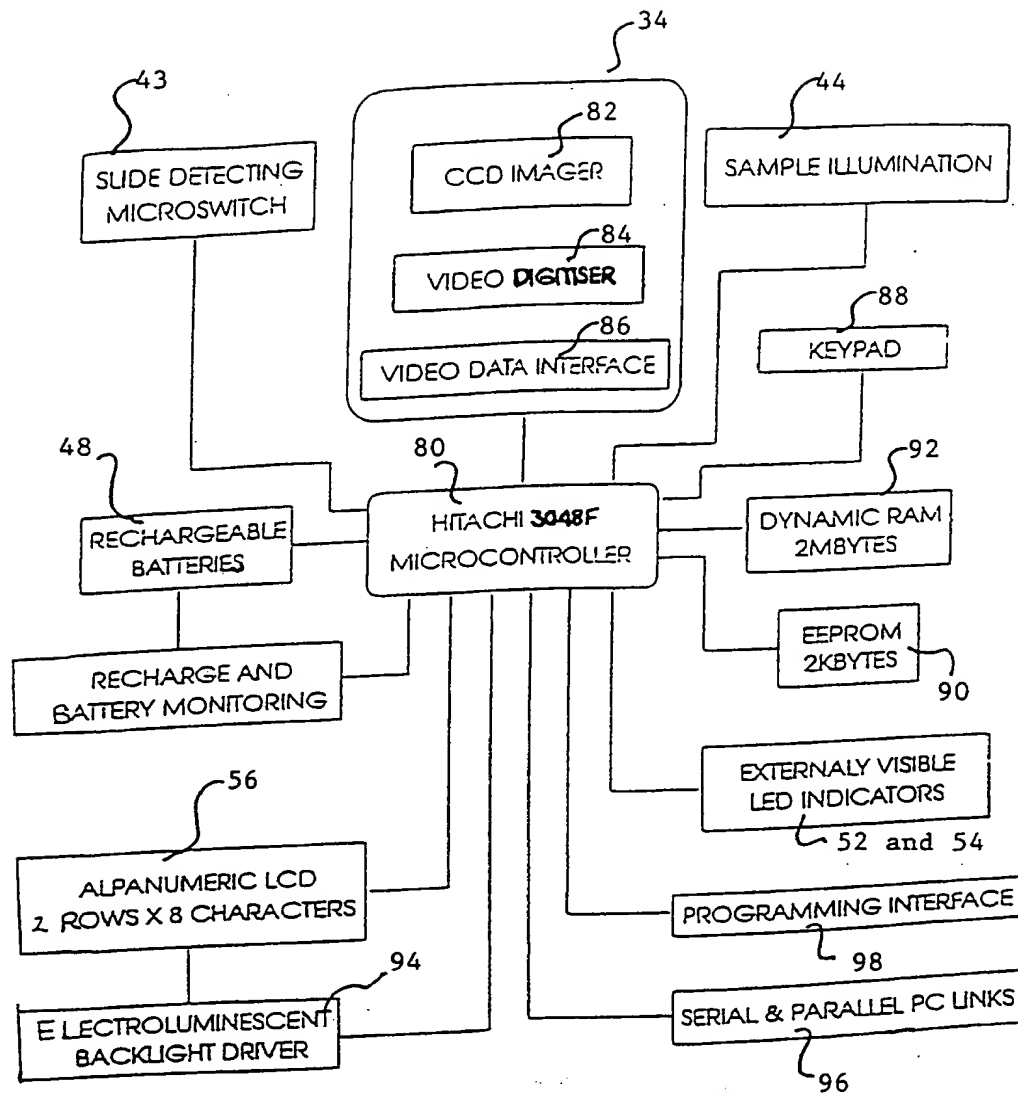 34
43
82
44
SLIDE DETECTING
MICROSWITCH
CCD IMAGER
SAMPLE ILLUMINATION
84
VIDEO DIGITISER
88
86
KEYPAD
VIDEO DATA INTERFACE
48
80
92
RECHARGEABLE
BATTERIES
HITACHI 3048F
MICROCONTROLLER
DYNAMIC RAM
2MBYTES
EEPROM
2KBYTES
90
RECHARGE AND
BATTERY MONITORING
EXTERNALY VISIBLE
LED INDICATORS
52 and 54
56
ALPANUMERIC LCD
2 ROWS X 8 CHARACTERS
PROGRAMMING INTERFACE
98
94
ELECTROLUMINESCENT
BACKLIGHT DRIVER
SERIAL & PARALLEL PC LINKS
96